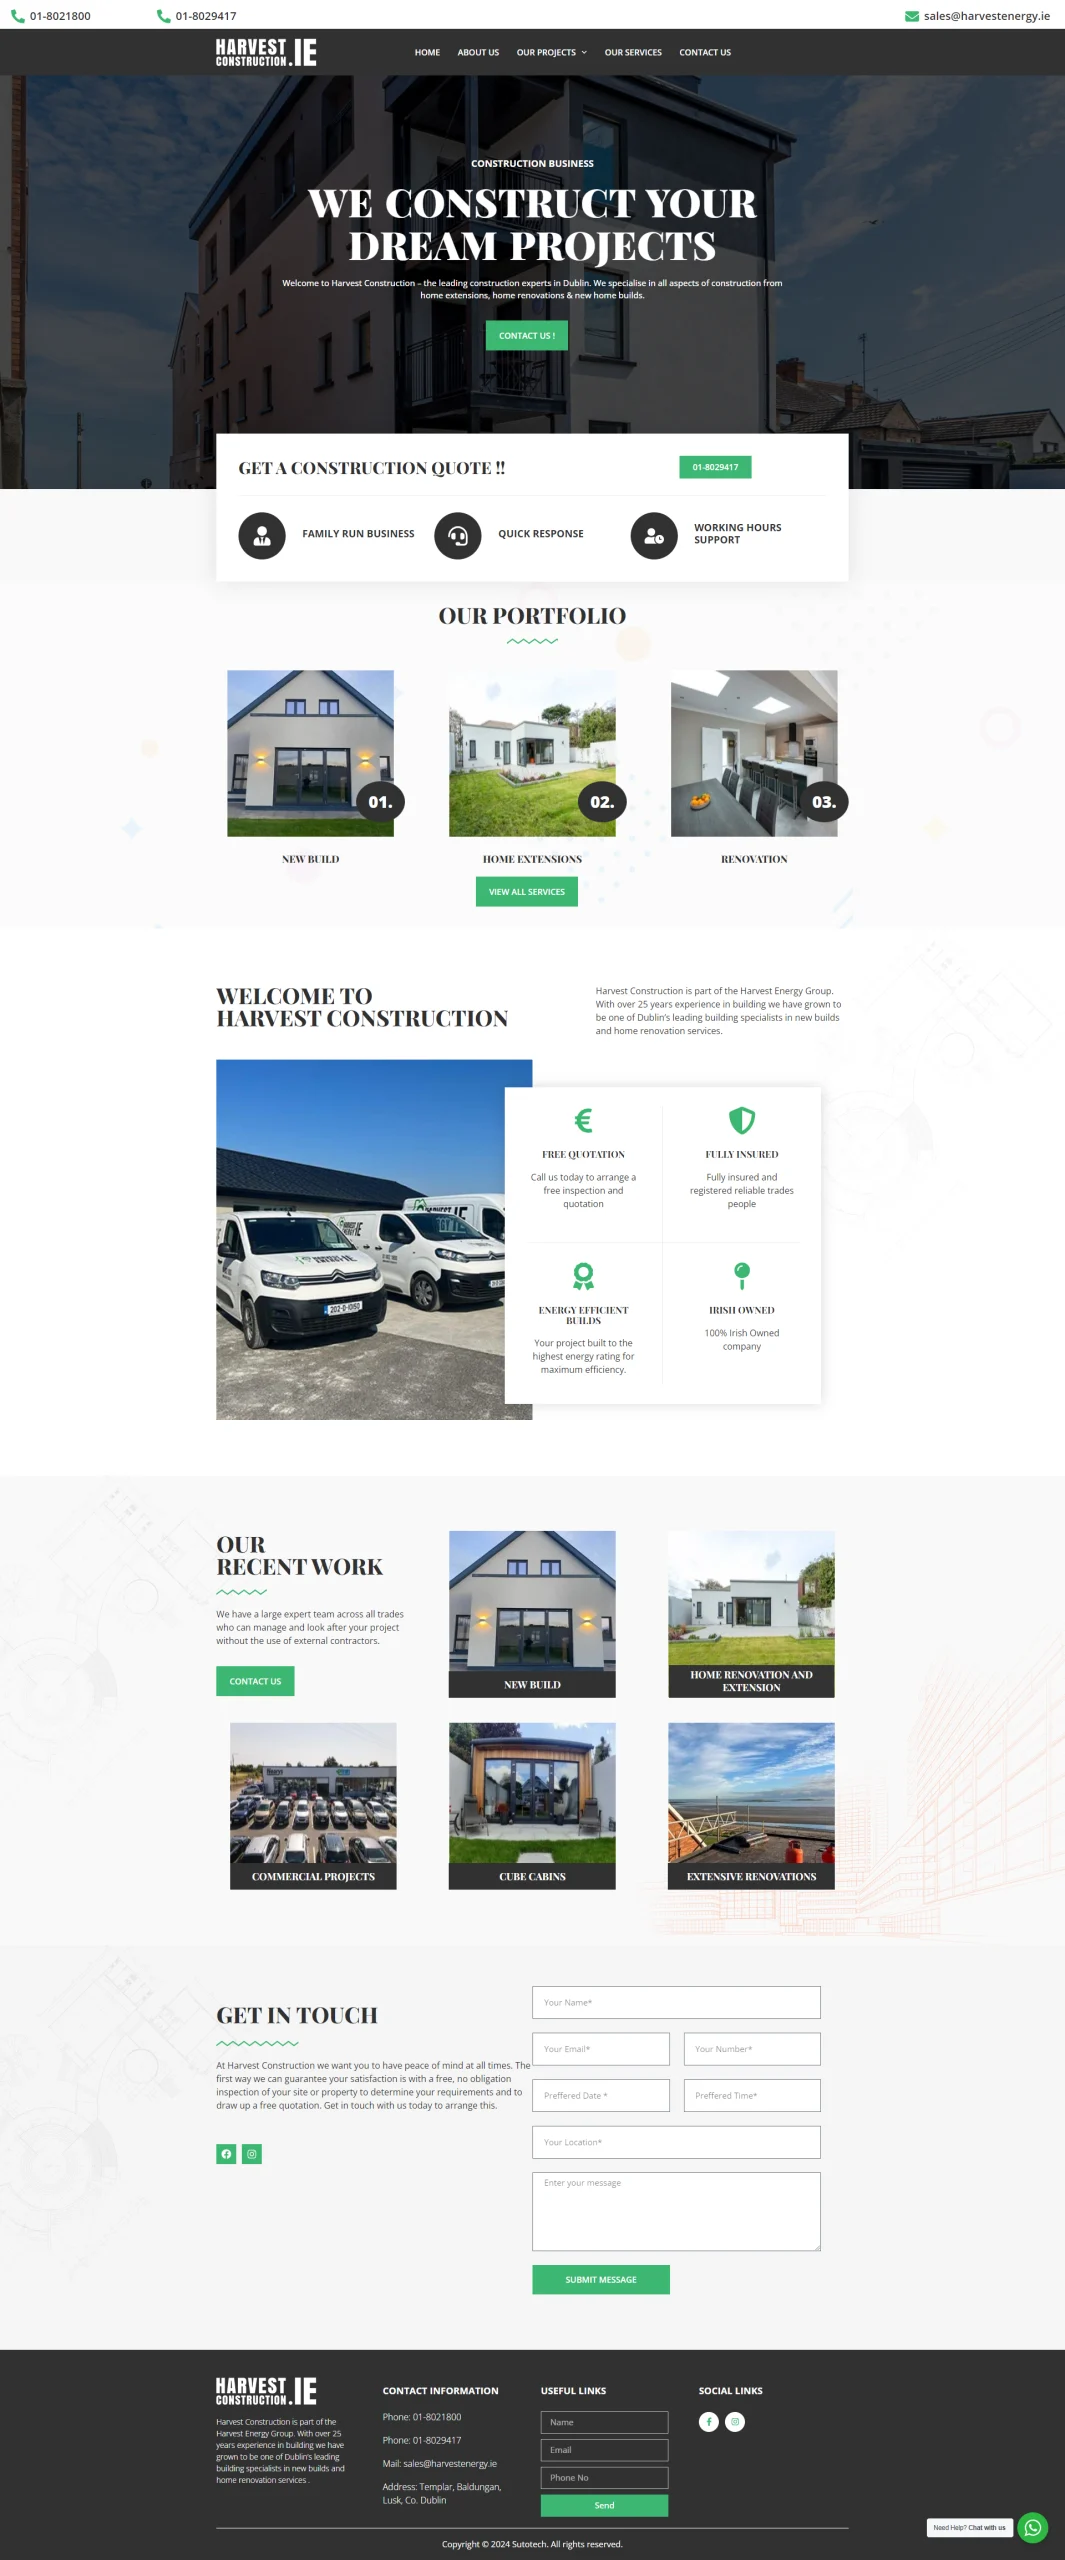 01-8021800
01-8029417
sales@harvestenergy.ie
HARVEST
CONSTRUCTION.IE
HOME
ABOUT US
OUR PROJECTS
OUR SERVICES
CONTACT US
CONSTRUCTION BUSINESS
WE CONSTRUCT YOUR
DREAM PROJECTS
Welcome to Harvest Construction – the leading construction experts in Dublin. We specialise in all aspects of construction from
home extensions, home renovations & new home builds.
CONTACT US !
GET A CONSTRUCTION QUOTE !!
01-8029417
FAMILY RUN BUSINESS
QUICK RESPONSE
WORKING HOURS
SUPPORT
OUR PORTFOLIO
01.
02.
03.
NEW BUILD
HOME EXTENSIONS
RENOVATION
VIEW ALL SERVICES
WELCOME TO
HARVEST CONSTRUCTION
Harvest Construction is part of the Harvest Energy Group.
With over 25 years experience in building we have grown to
be one of Dublin's leading building specialists in new builds
and home renovation services.
202-D-10150
FREE QUOTATION
Call us today to arrange a
free inspection and
quotation
FULLY INSURED
Fully insured and
registered reliable trades
people
ENERGY EFFICIENT
BUILDS
Your project built to the
highest energy rating for
maximum efficiency.
IRISH OWNED
100% Irish Owned
company
OUR
RECENT WORK
We have a large expert team across all trades
who can manage and look after your project
without the use of external contractors.
CONTACT US
NEW BUILD
HOME RENOVATION AND
EXTENSION
COMMERCIAL PROJECTS
CUBE CABINS
EXTENSIVE RENOVATIONS
GET IN TOUCH
At Harvest Construction we want you to have peace of mind at all times. The
first way we can guarantee your satisfaction is with a free, no obligation
inspection of your site or property to determine your requirements and to
draw up a free quotation. Get in touch with us today to arrange this.
Your Name*
Your Email*
Your Number*
Preffered Date *
Preffered Time*
Your Location*
Enter your message
SUBMIT MESSAGE
HARVEST
CONSTRUCTION.IE
Harvest Construction is part of the
Harvest Energy Group. With over 25
years experience in building we have
grown to be one of Dublin's leading
building specialists in new builds and
home renovation services .
CONTACT INFORMATION
Phone: 01-8021800
Phone: 01-8029417
Mail: sales@harvestenergy.ie
Address: Templar, Baldungan,
Lusk, Co. Dublin
USEFUL LINKS
Name
Email
Phone No
Send
SOCIAL LINKS
Need Help? Chat with us
Copyright © 2024 Sutotech. All rights reserved.